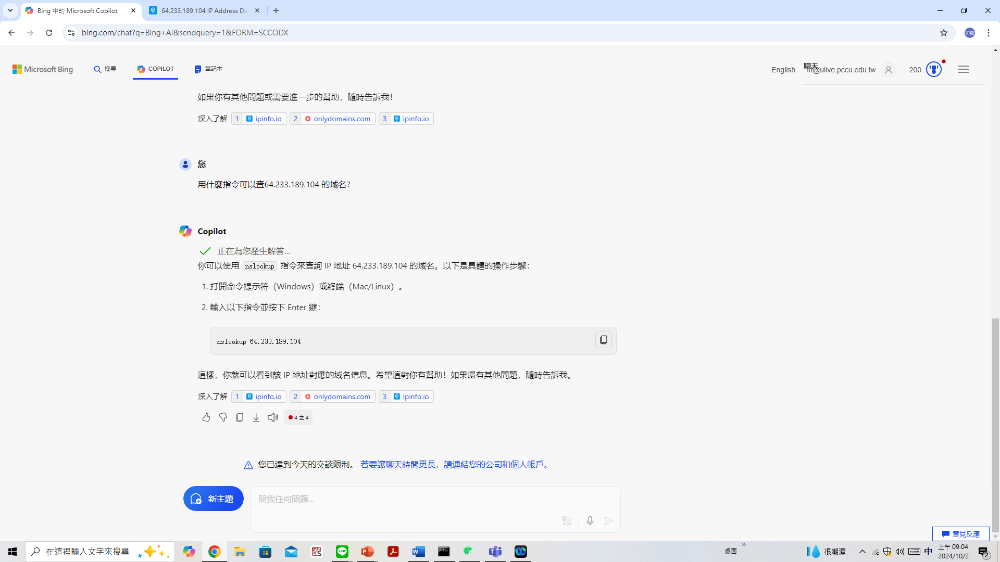 Bing 中的 Microsoft Copilot
64.233.189.104 IP Address De
bing.com/chat?q=Bing+AI&sendquery=1&FORM=SCCODX
如龍
Microsoft Bing
搜尋
COPILOT
筆記本
English
聊天
@ulive.pccu.edu.tw
200
如果你有其他問題或需要進一步的幫助，隨時告訴我！
深入了解 1 ipinfo.io 2 onlydomains.com 3 ipinfo.io
您
用什麼指令可以查64.233.189.104 的域名?
Copilot
正在為您產生解答...
你可以使用 nslookup 指令來查詢 IP 地址 64.233.189.104 的域名。以下是具體的操作步驟：
1. 打開命令提示符（Windows）或終端（Mac/Linux）。
2. 輸入以下指令並按下 Enter 鍵：
nslookup 64.233.189.104
這樣，你就可以看到該 IP 地址對應的域名信息。希望這對你有幫助！如果還有其他問題，隨時告訴我。
深入了解 1 ipinfo.io 2 onlydomains.com 3 ipinfo.io
4 之 4
您已達到今天的交談限制。 若要讓聊天時間更長，請連結您的公司和個人帳戶。
新主題
問我任何問題...
意見反應
在這裡輸入文字來搜尋
桌面
很潮濕
中
上午 09:04
2024/10/2
2